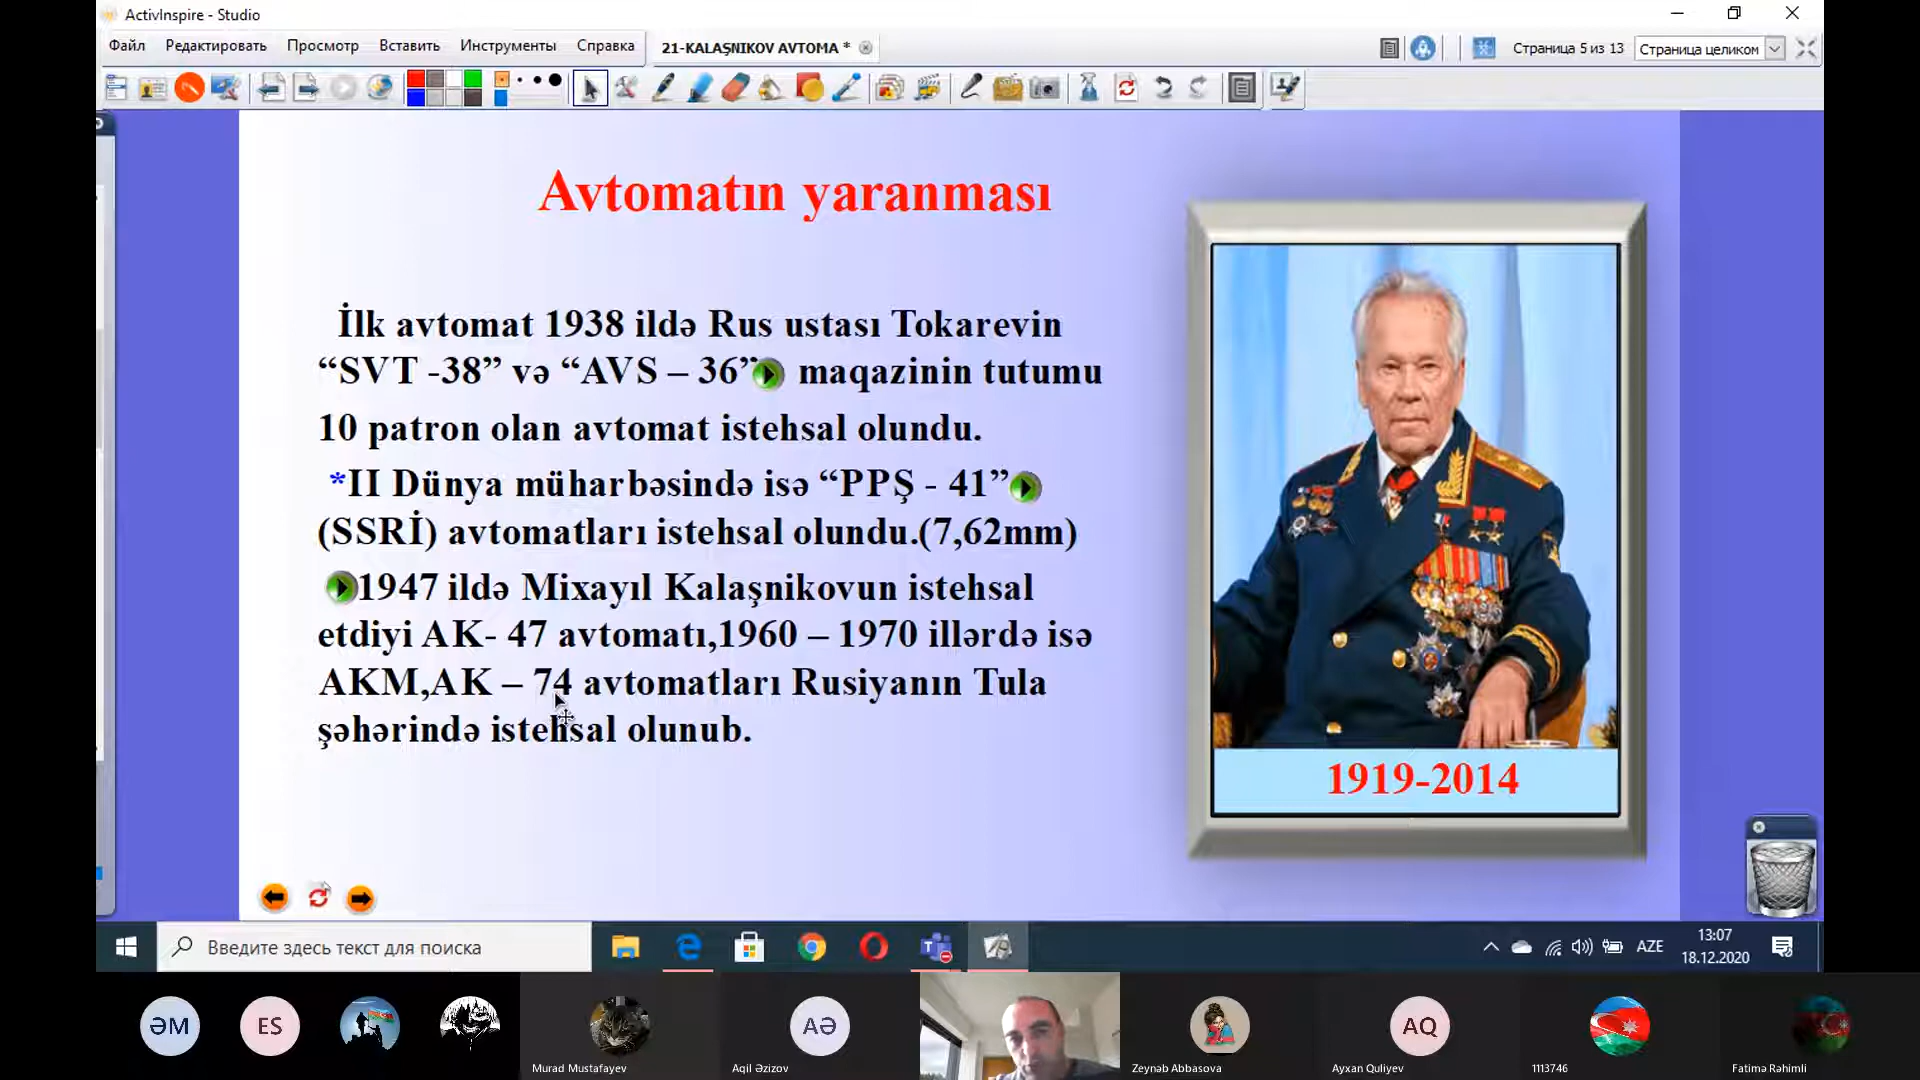 ActivInspire - Studio
Файл Редактировать Просмотр Вставить Инструменты Справка
21-KALAŞNIKOV AVTOMA *
Страница 5 из 13
Страница целиком
Avtomatın yaranması
İlk avtomat 1938 ildə Rus ustası Tokarevin
“SVT -38” və “AVS – 36” maqazinin tutumu
10 patron olan avtomat istehsal olundu.
*II Dünya müharbəsində isə “PPŞ - 41”
(SSRİ) avtomatları istehsal olundu.(7,62mm)
1947 ildə Mixayıl Kalaşnikovun istehsal
etdiyi AK- 47 avtomatı,1960 – 1970 illərdə isə
AKM,AK – 74 avtomatları Rusiyanın Tula
şəhərində istehsal olunub.
1919-2014
Введите здесь текст для поиска
AZE
13:07
18.12.2020
ƏM
ES
AƏ
AQ
Murad Mustafayev
Aqil Əzizov
Zeynəb Abbasova
Ayxan Quliyev
1113746
Fatimə Rəhimli